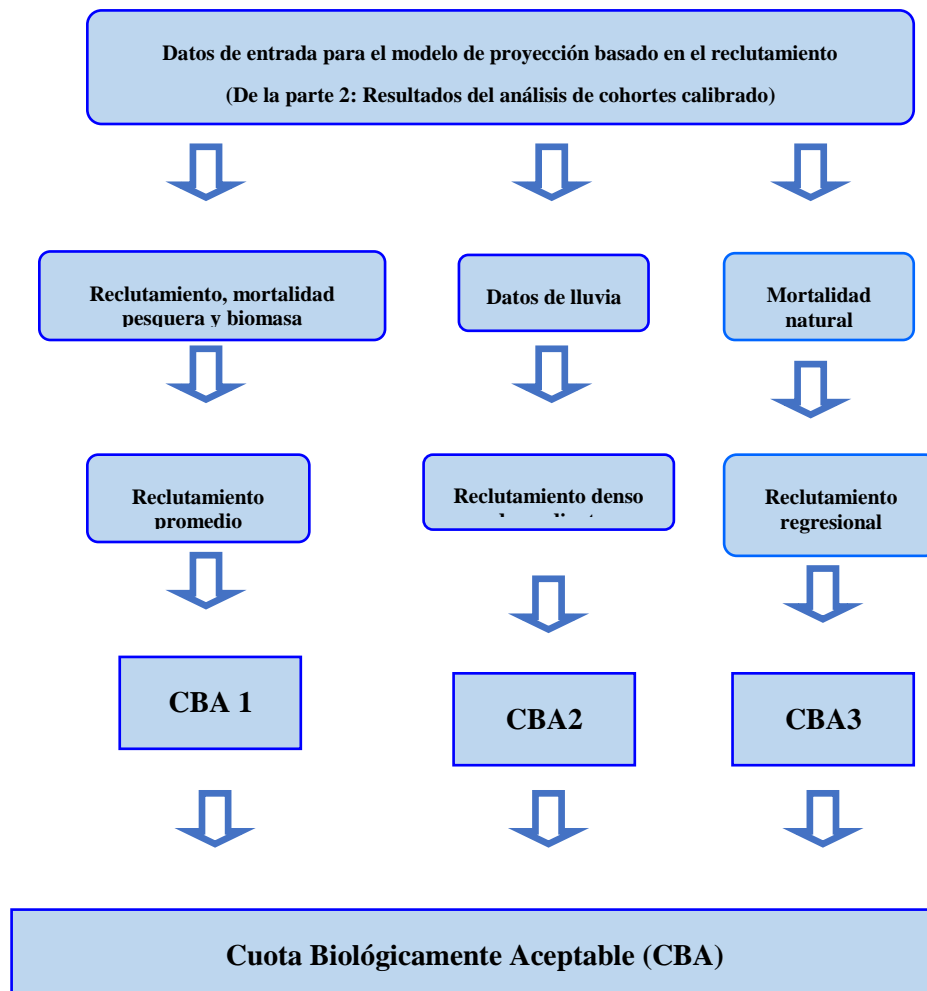 Datos de entrada para el modelo de proyección basado en el reclutamiento
(De la parte 2: Resultados del análisis de cohortes calibrado)
Reclutamiento, mortalidad
pesquera y biomasa
Datos de lluvia
Mortalidad
natural
Reclutamiento
promedio
Reclutamiento denso
Reclutamiento
regresional
CBA 1
CBA2
CBA3
Cuota Biológicamente Aceptable (CBA)